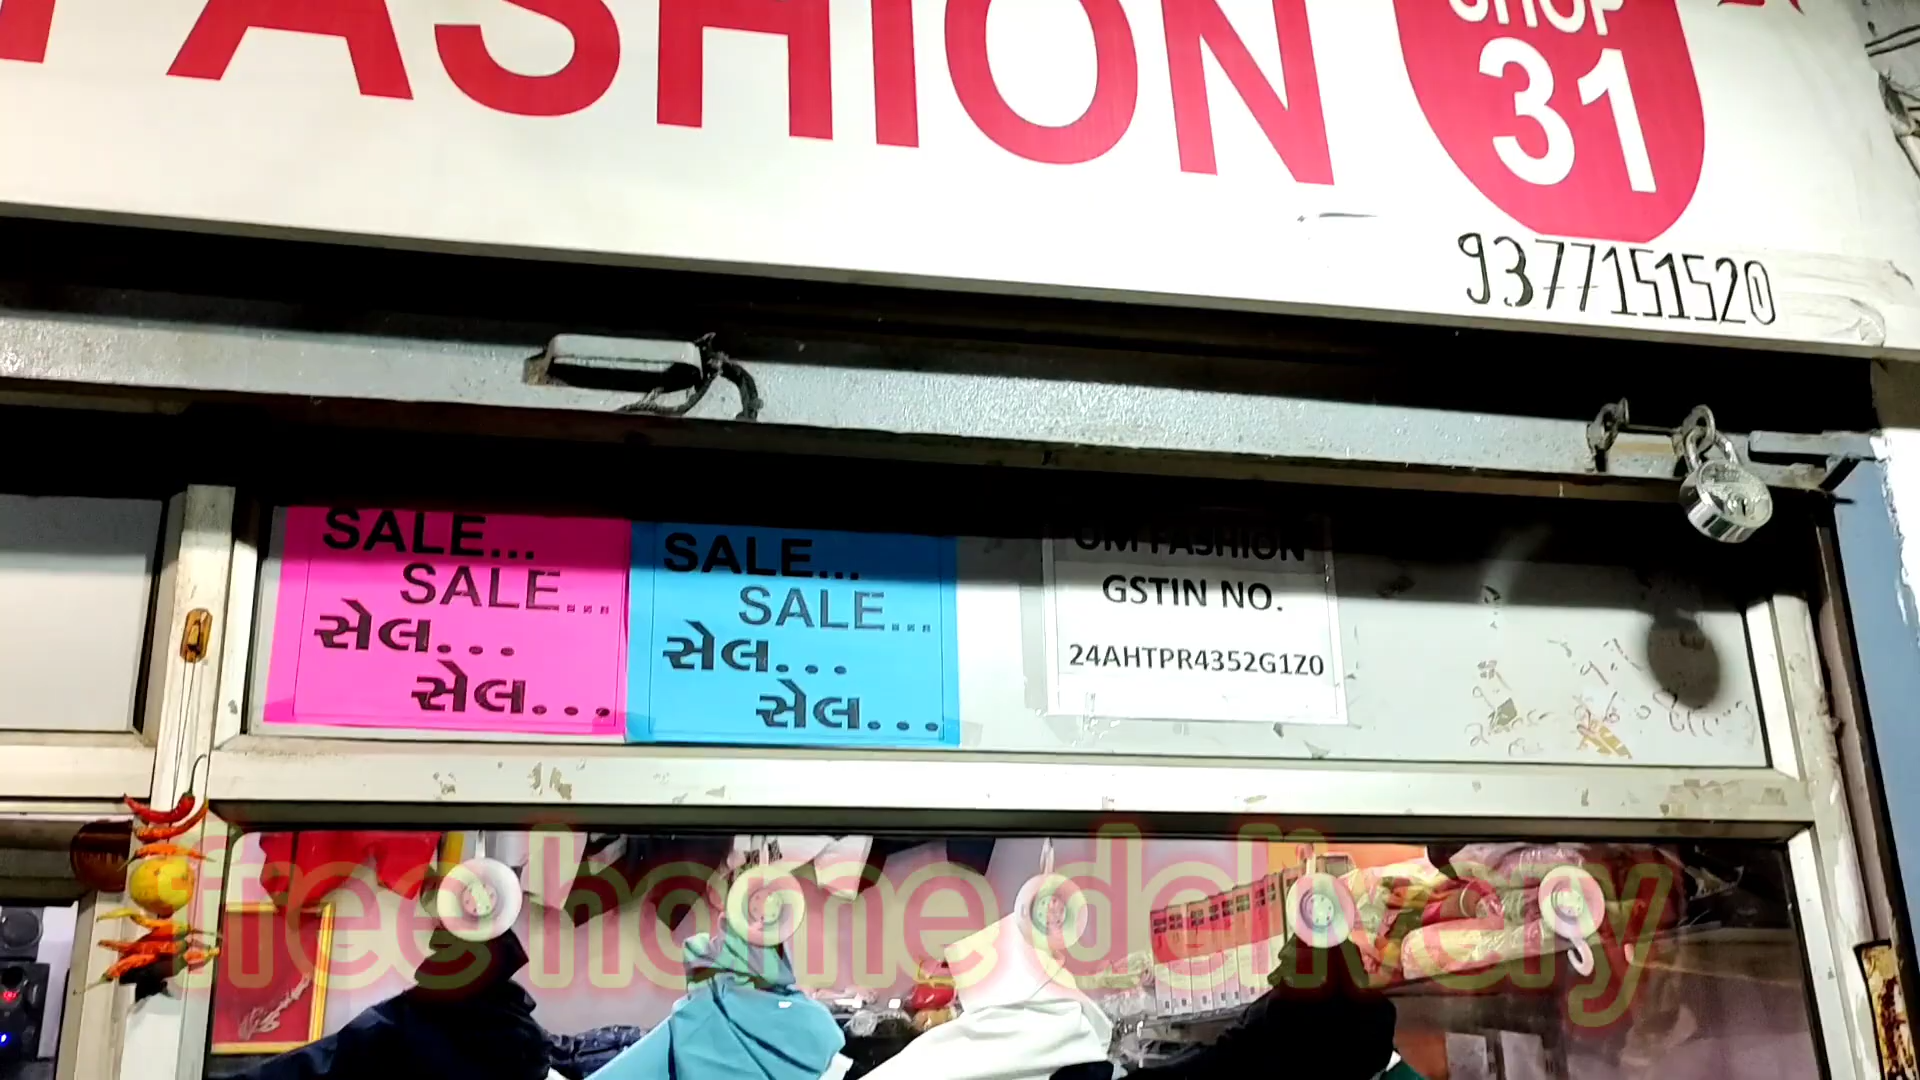 FASHION
SHOP
31
9377151520
SALE...
SALE...
સેલ...
સેલ...
SALE...
SALE...
સેલ...
સેલ...
OM FASHION
GSTIN NO.
24AHTPR4352G1Z0
free home delivery